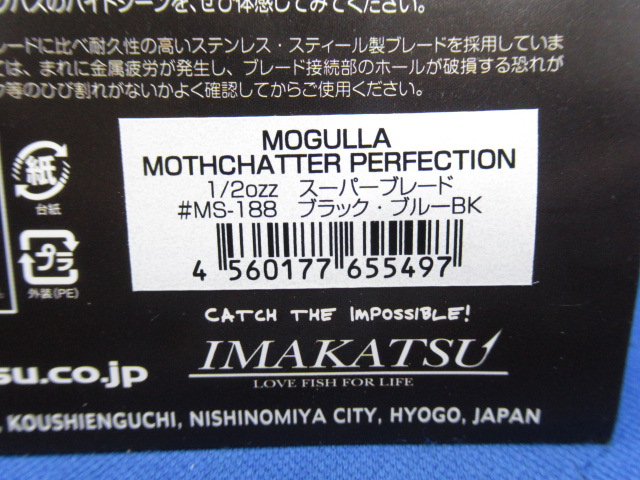 バスのバイトシーンを、ぜひ体感してみてください。
レードに比べ耐久性の高いステンレス・スティール製ブレードを採用していま
ては、まれに金属疲労が発生し、ブレード接続部のホールが破損する恐れが
ク等のひび割れがないかよく確認してからご使用ください。
MOGULLA
MOTHCHATTER PERFECTION
1/2ozz スーパーブレード
#MS-188 ブラック・ブルーBK
4 560177 655497
紙
台紙
プラ
外装(PE)
CATCH THE IMPOSSIBLE!
IMAKATSU
LOVE FISH FOR LIFE
su.co.jp
, KOUSHIENGUCHI, NISHINOMIYA CITY, HYOGO, JAPAN